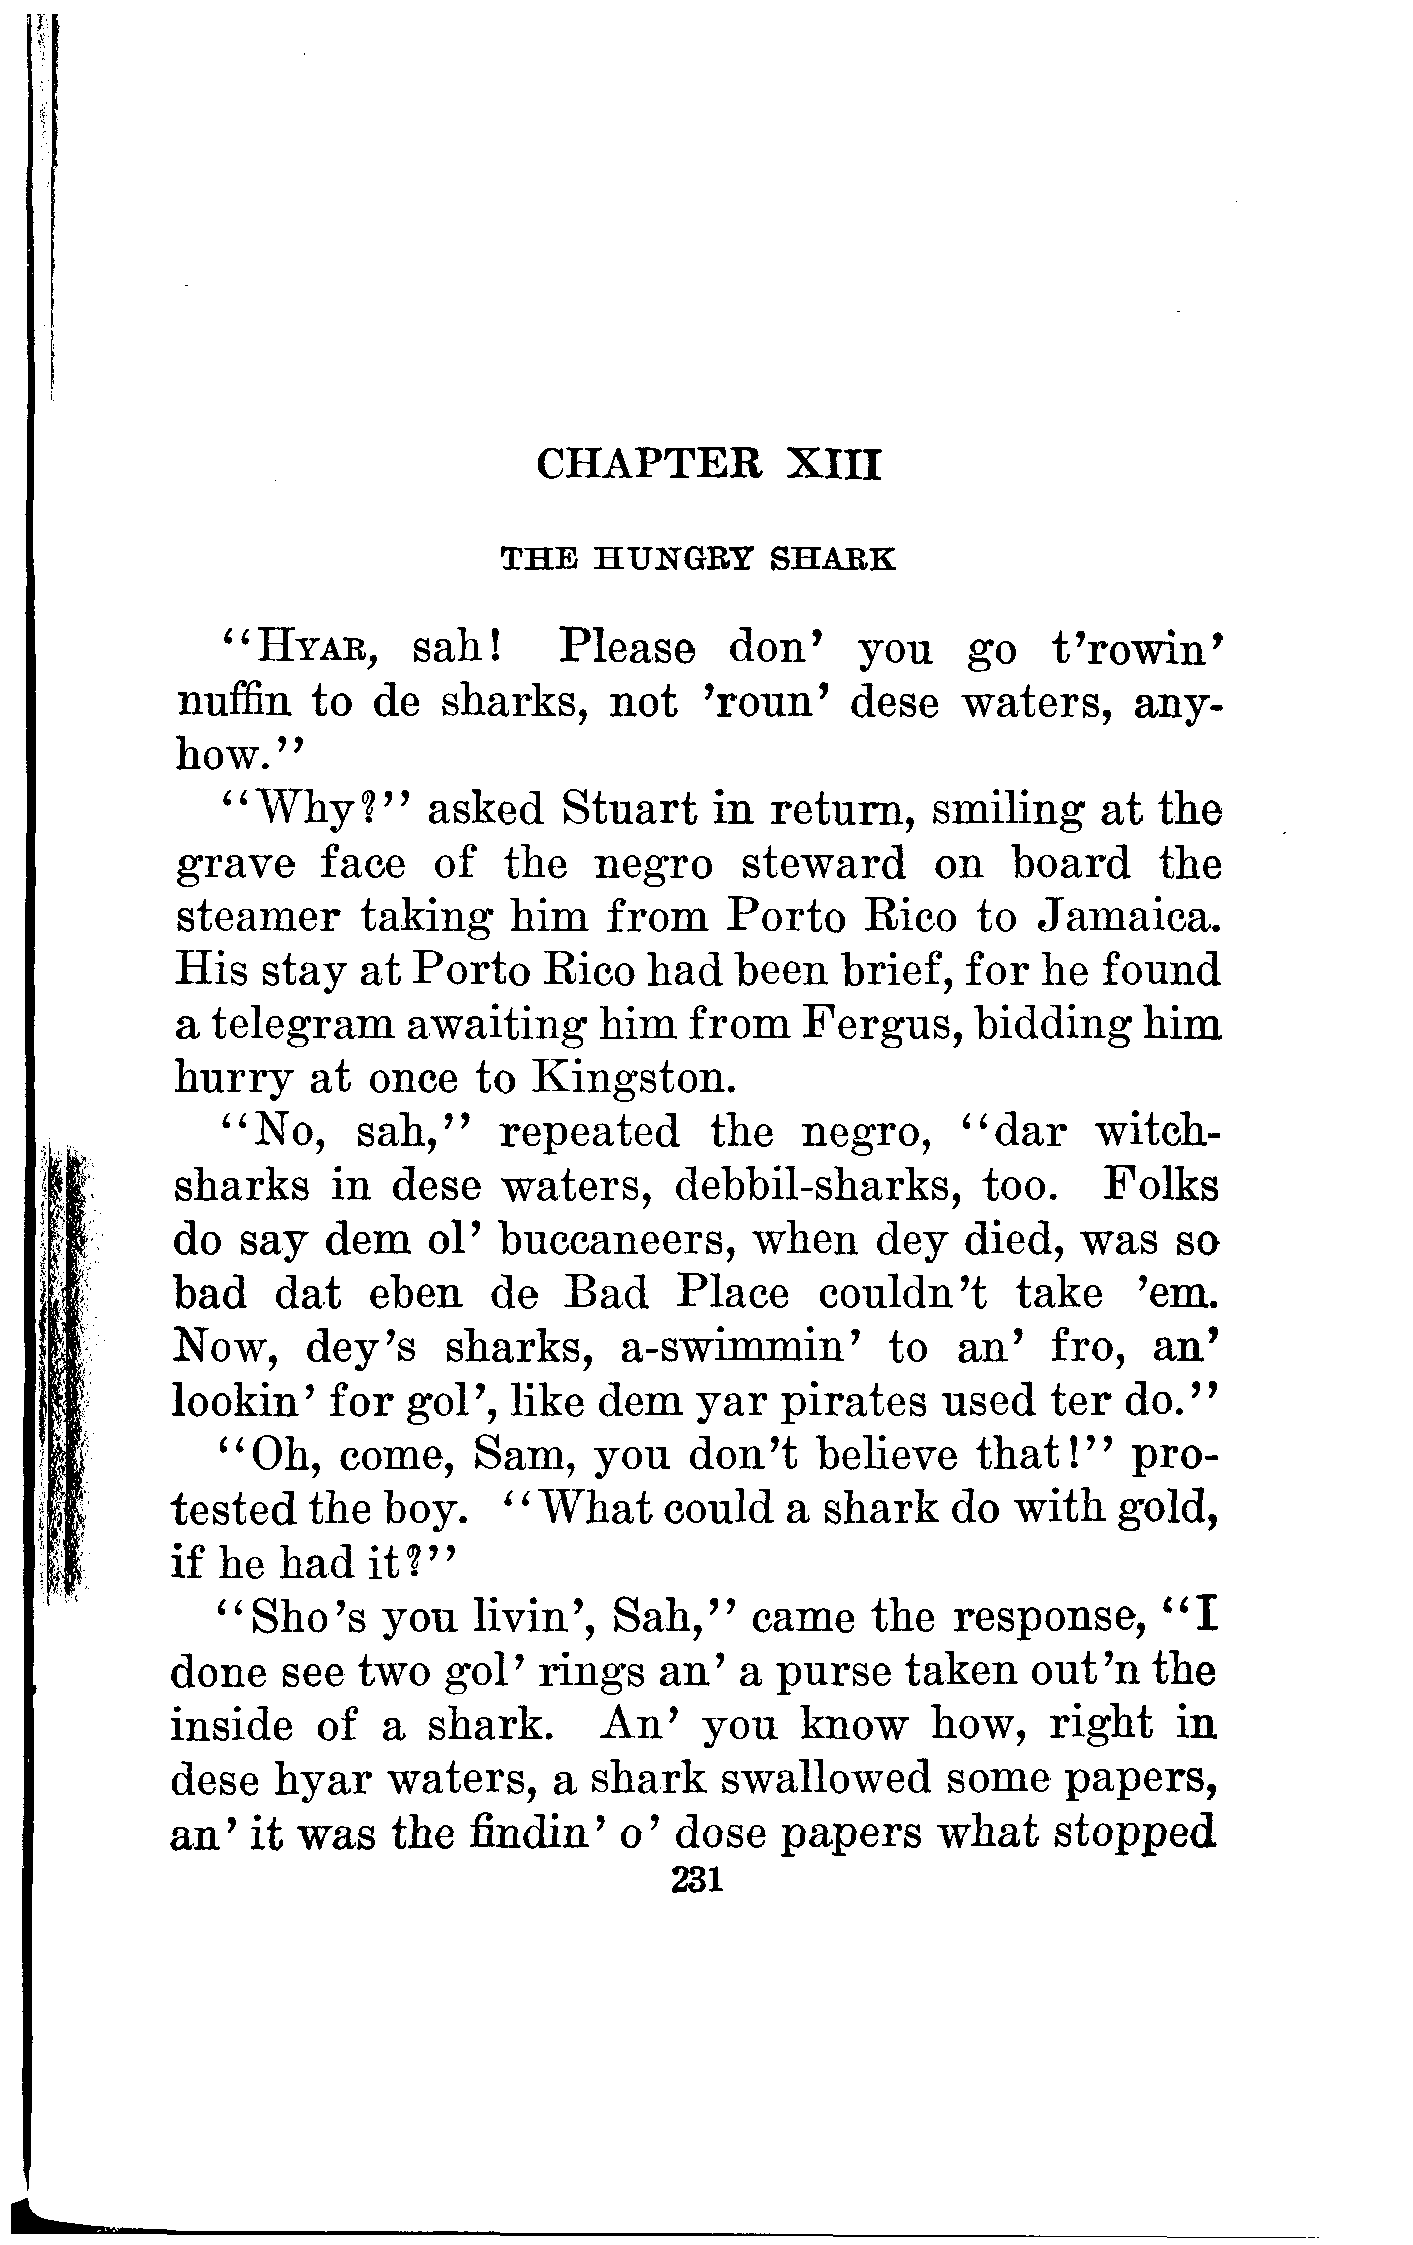 CHAPTER XIII
THE HUNGRY SHARK
"HYAR, sah! Please don' you go t'rowin'
nuffin to de sharks, not 'roun' dese waters, any-
how."
"Why?" asked Stuart in return, smiling at the
grave face of the negro steward on board the
steamer taking him from Porto Rico to Jamaica.
His stay at Porto Rico had been brief, for he found
a telegram awaiting him from Fergus, bidding him
hurry at once to Kingston.
"No, sah," repeated the negro, "dar witch-
sharks in dese waters, debbil-sharks, too. Folks
do say dem ol' buccaneers, when dey died, was so
bad dat eben de Bad Place couldn't take 'em.
Now, dey's sharks, a-swimmin' to an' fro, an'
lookin' for gol', like dem yar pirates used ter do."
"Oh, come, Sam, you don't believe that!" pro-
tested the boy. "What could a shark do with gold,
if he had it?"
"Sho's you livin', Sah," came the response, "I
done see two gol' rings an' a purse taken out'n the
inside of a shark. An' you know how, right in
dese hyar waters, a shark swallowed some papers,
an' it was the findin' o' dose papers what stopped
231